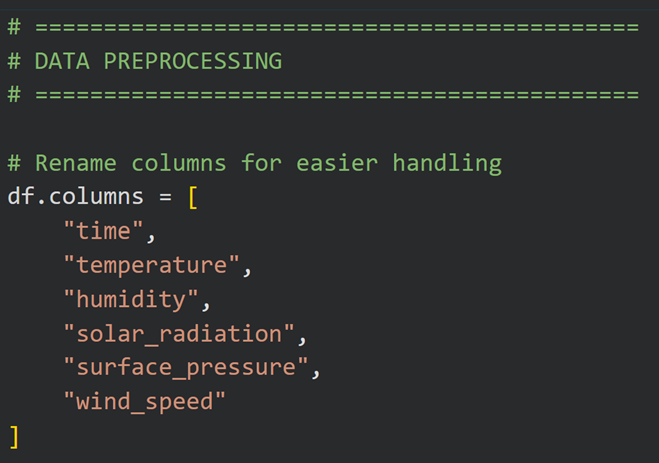 # ============================================
# DATA PREPROCESSING
# ============================================
# Rename columns for easier handling
df.columns = [
    "time",
    "temperature",
    "humidity",
    "solar_radiation",
    "surface_pressure",
    "wind_speed"
]